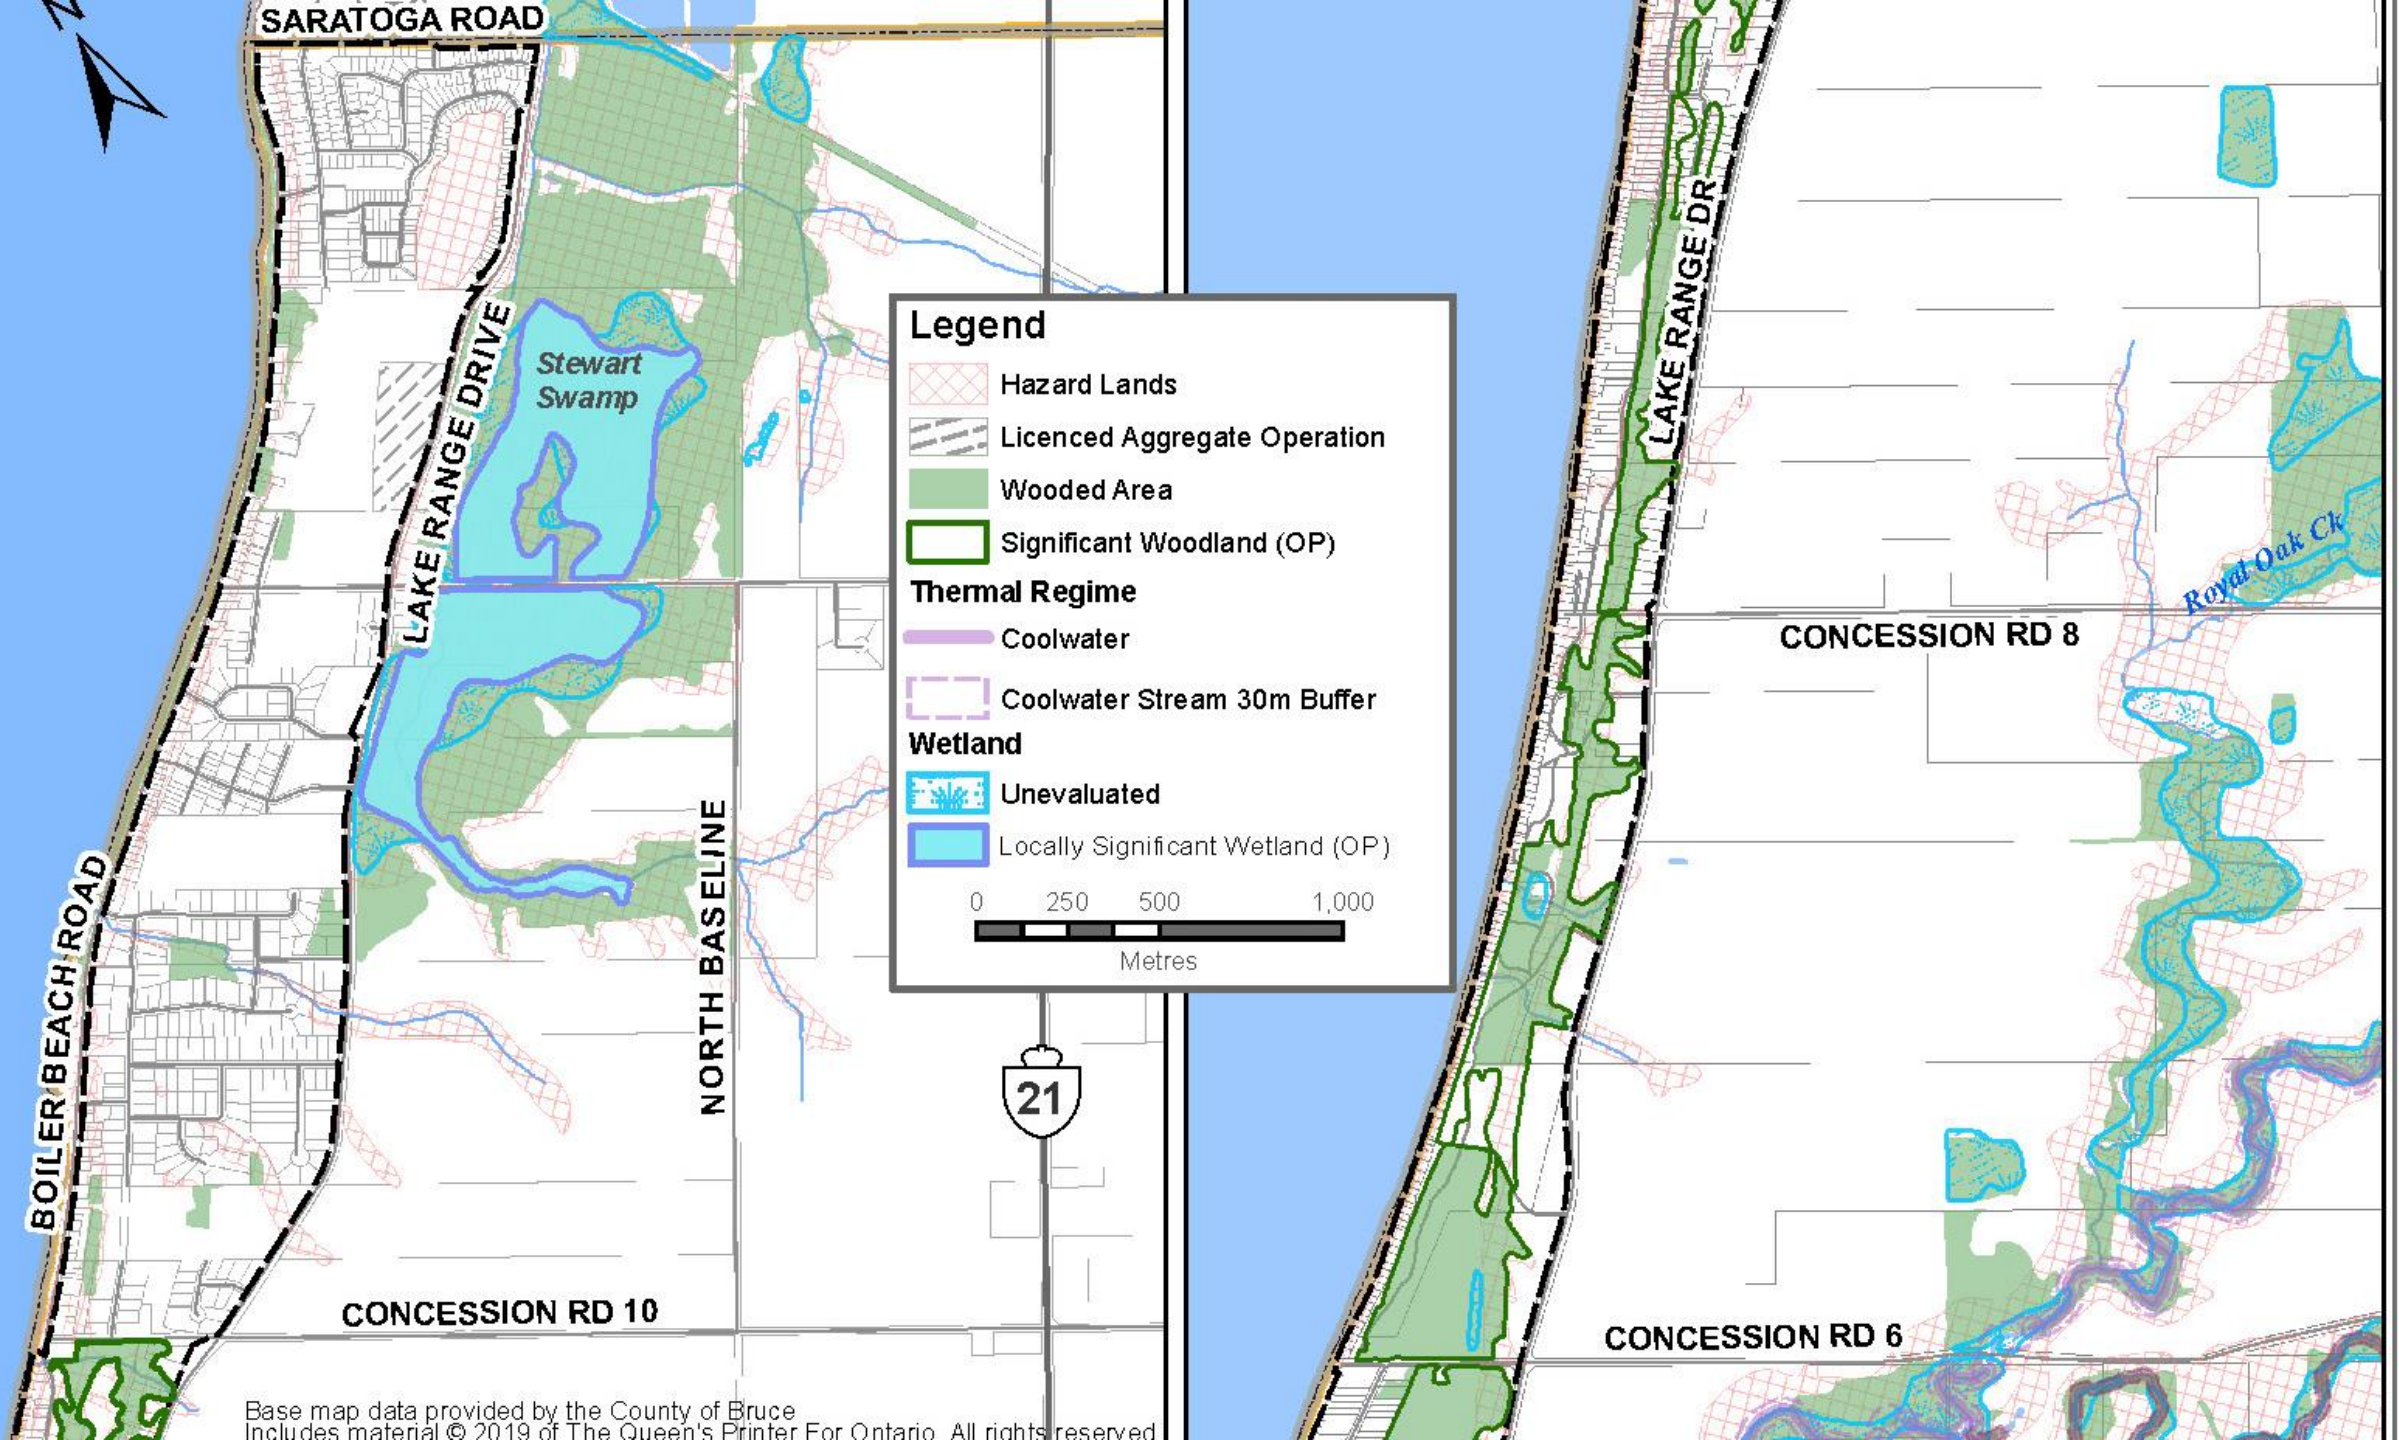 N
SARATOGA ROAD
LAKE RANGE DR
Stewart
Swamp
LAKE RANGE DRIVE
Legend
Hazard Lands
Licenced Aggregate Operation
Wooded Area
Significant Woodland (OP)
Thermal Regime
Coolwater
Coolwater Stream 30m Buffer
Wetland
Unevaluated
Locally Significant Wetland (OP)
0 250 500 1,000
Metres
Royal Oak Ck
CONCESSION RD 8
BOILER BEACH ROAD
NORTH BASELINE
21
CONCESSION RD 10
CONCESSION RD 6
Base map data provided by the County of Bruce
Includes material © 2019 of The Queen's Printer For Ontario. All rights reserved